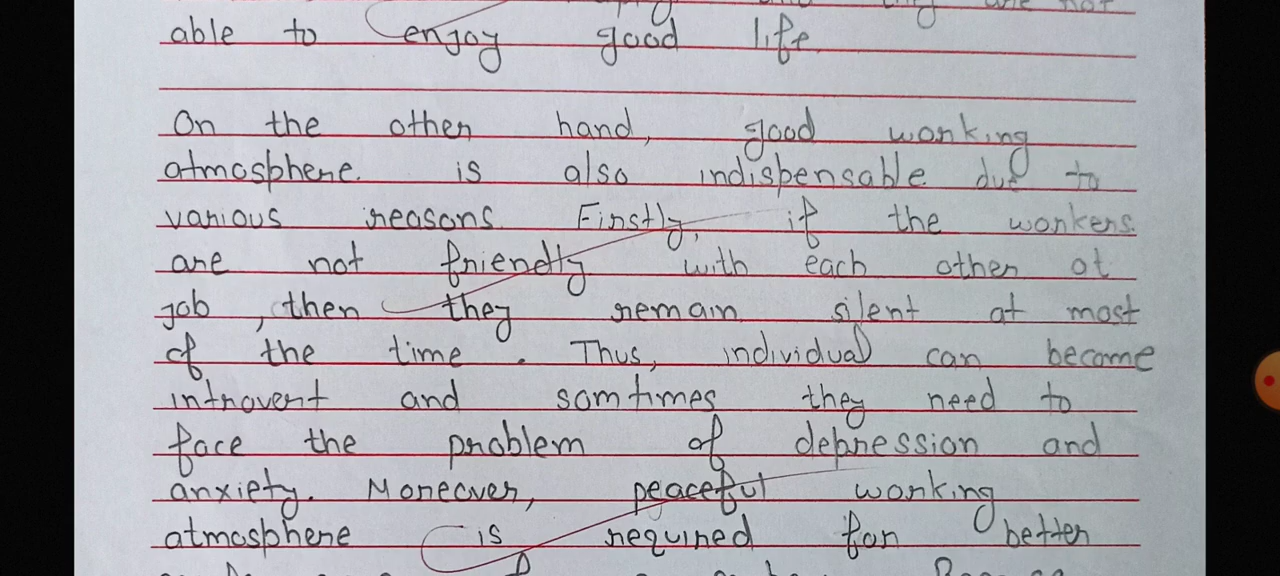 able to enjoy good life
On the other hand, good working
atmosphere. is also indispensable due to
various reasons. Firstly, if the workers.
are not friendly with each other at
job, then they remain silent at most
of the time. Thus, individual can become
introvert and somtimes they need to
face the problem of depression and
anxiety. Moreover, peaceful working
atmosphere is required for better